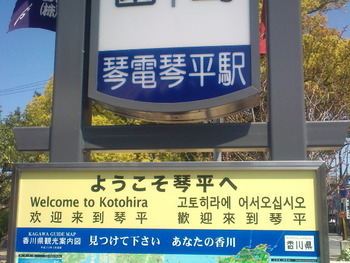 (株)
琴電琴平駅
ようこそ琴平へ
Welcome to Kotohira
고토히라에 어서오십시오
欢迎来到琴平
歡迎來到琴平
KAGAWA GUIDE MAP
香川県観光案内図
見つけて下さい あなたの香川
香川県